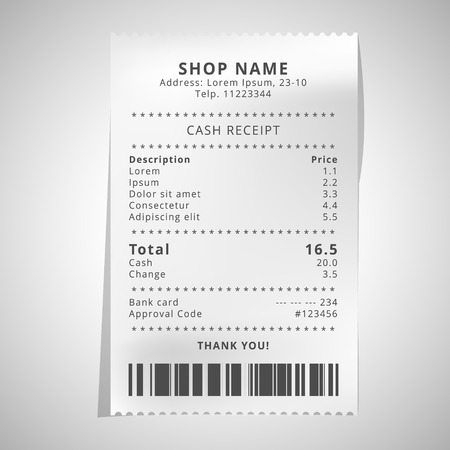 SHOP NAME
Address: Lorem Ipsum, 23-10
Telp. 11223344
********************************
CASH RECEIPT
********************************
Description Price
Lorem 1.1
Ipsum 2.2
Dolor sit amet 3.3
Consectetur 4.4
Adipiscing elit 5.5
********************************
Total 16.5
Cash 20.0
Change 3.5
********************************
Bank card --- --- --- 234
Approval Code #123456
********************************
THANK YOU!